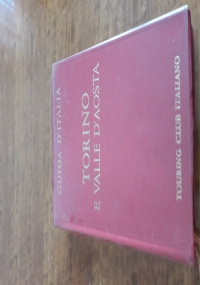 GUIDA D'ITALIA
TORINO
E VALLE D'AOSTA
TOURING CLUB ITALIANO